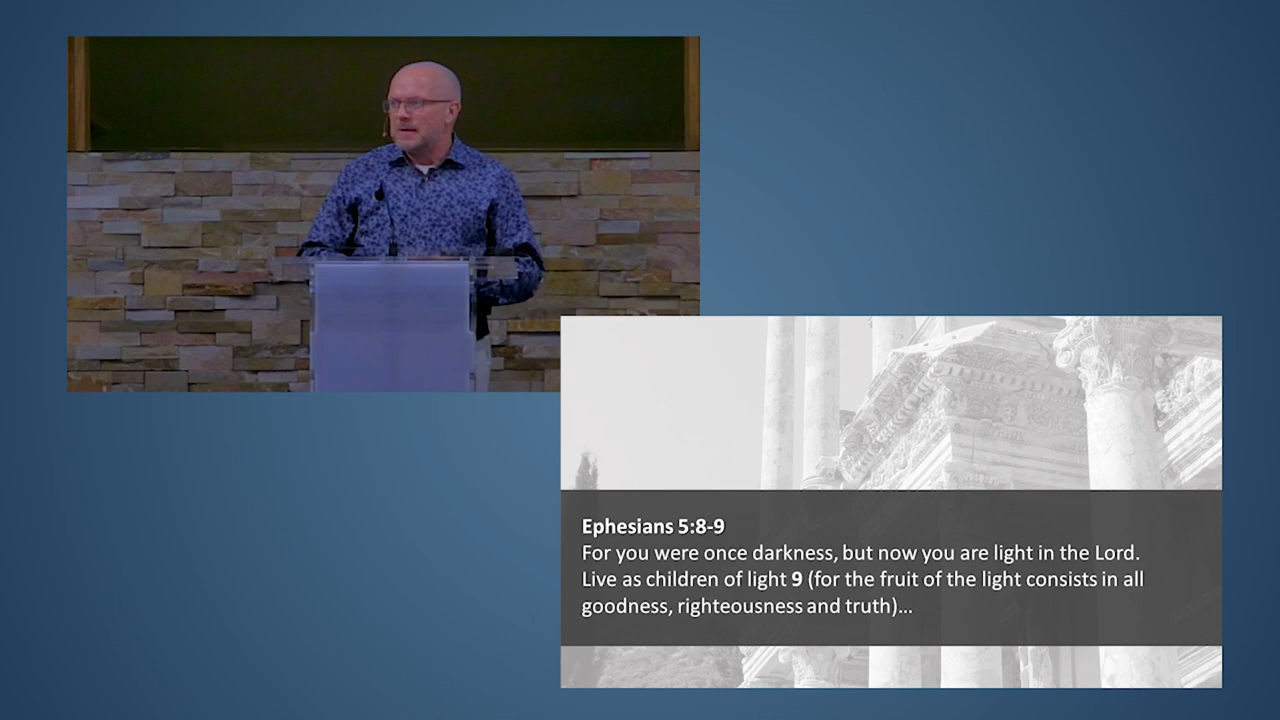 Ephesians 5:8-9
For you were once darkness, but now you are light in the Lord.
Live as children of light 9 (for the fruit of the light consists in all
goodness, righteousness and truth)...